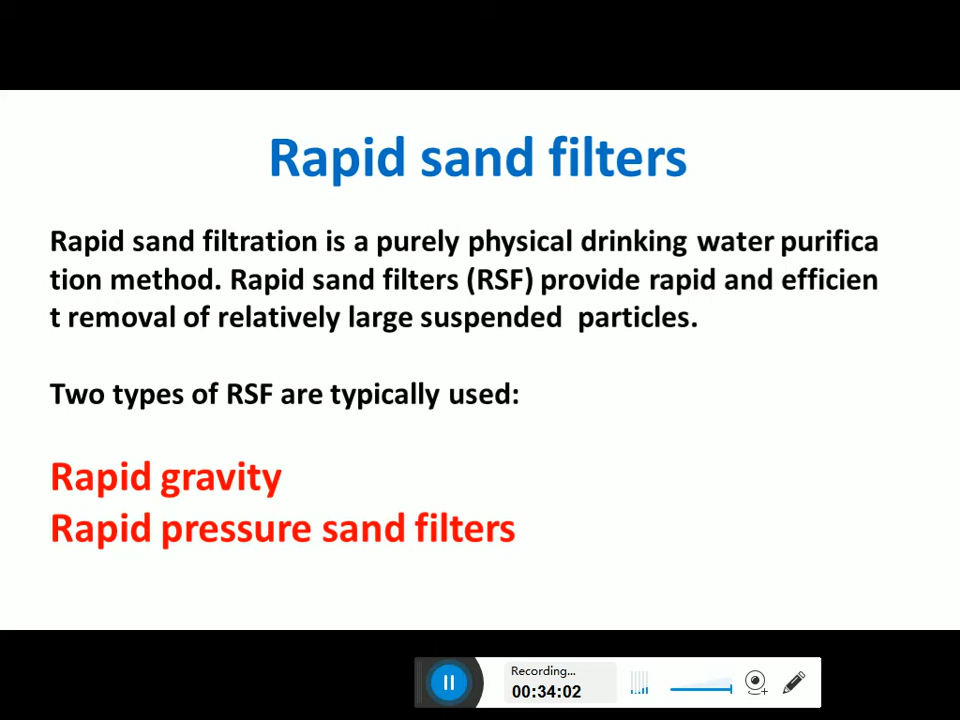 Rapid sand filters
Rapid sand filtration is a purely physical drinking water purifica
tion method. Rapid sand filters (RSF) provide rapid and efficien
t removal of relatively large suspended particles.
Two types of RSF are typically used:
Rapid gravity
Rapid pressure sand filters
Recording...
00:34:02